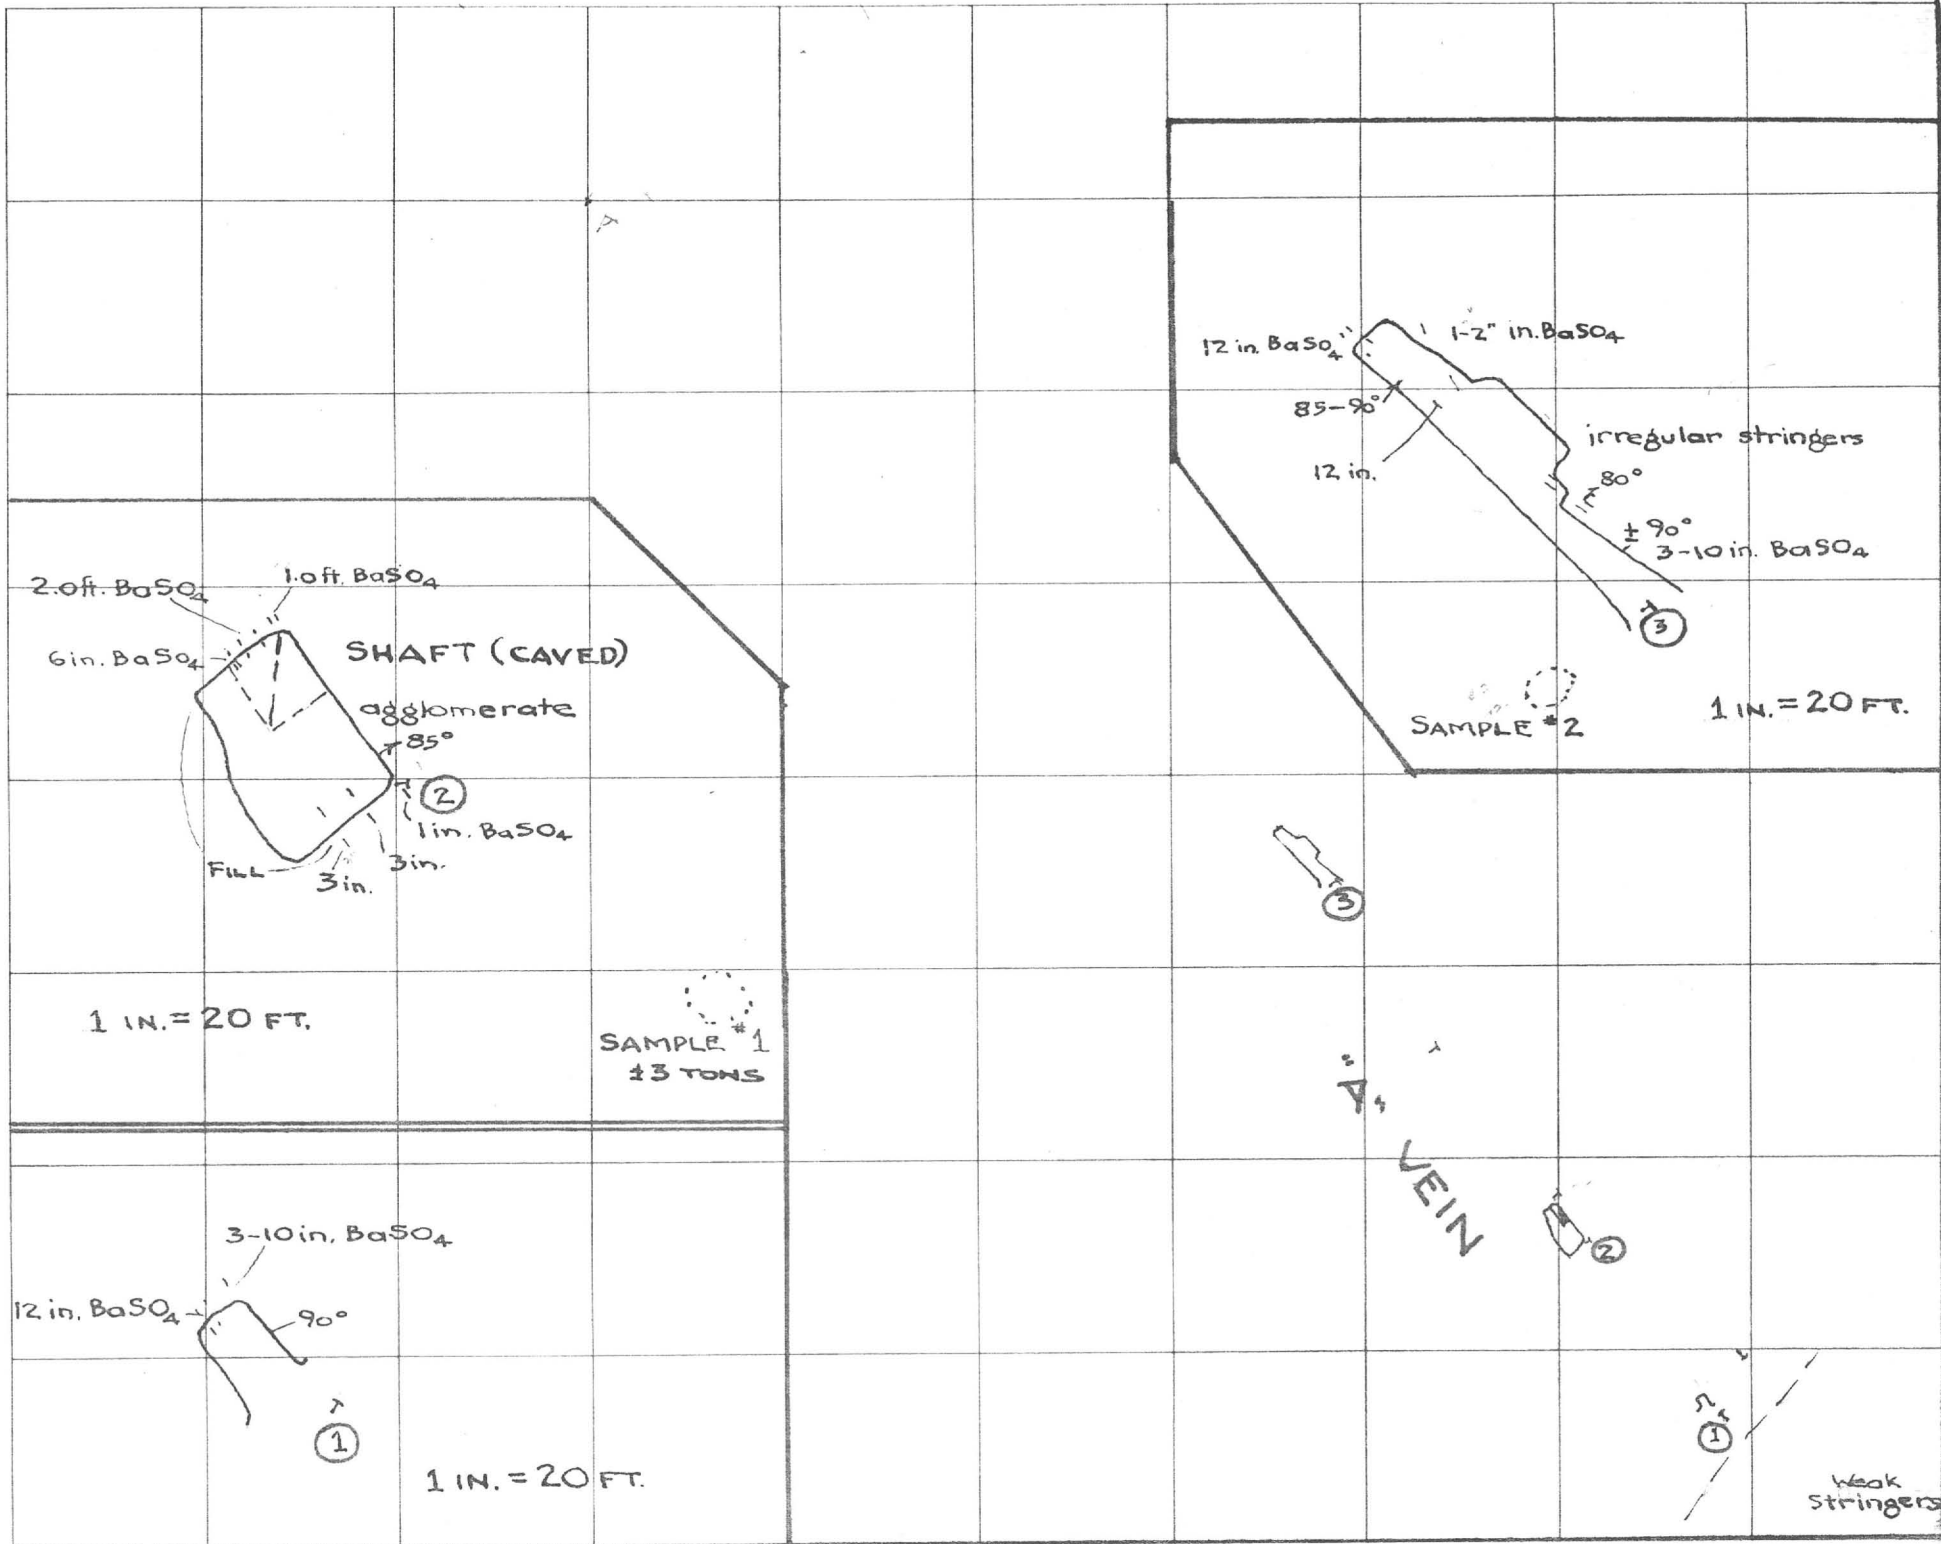 12 in. BaSO4
1-2" in. BaSO4
85-90°
12 in.
irregular stringers
80°
± 90°
3-10 in. BaSO4
3
SAMPLE #2
1 IN. = 20 FT.
2.0 ft. BaSO4
1.0 ft. BaSO4
6 in. BaSO4
SHAFT (CAVED)
agglomerate
85°
2
1 in. BaSO4
FILL
3 in.
3 in.
1 IN. = 20 FT.
SAMPLE #1
±3 TONS
3-10 in. BaSO4
12 in. BaSO4
90°
1
1 IN. = 20 FT.
3
VEIN
2
1
Weak
Stringers